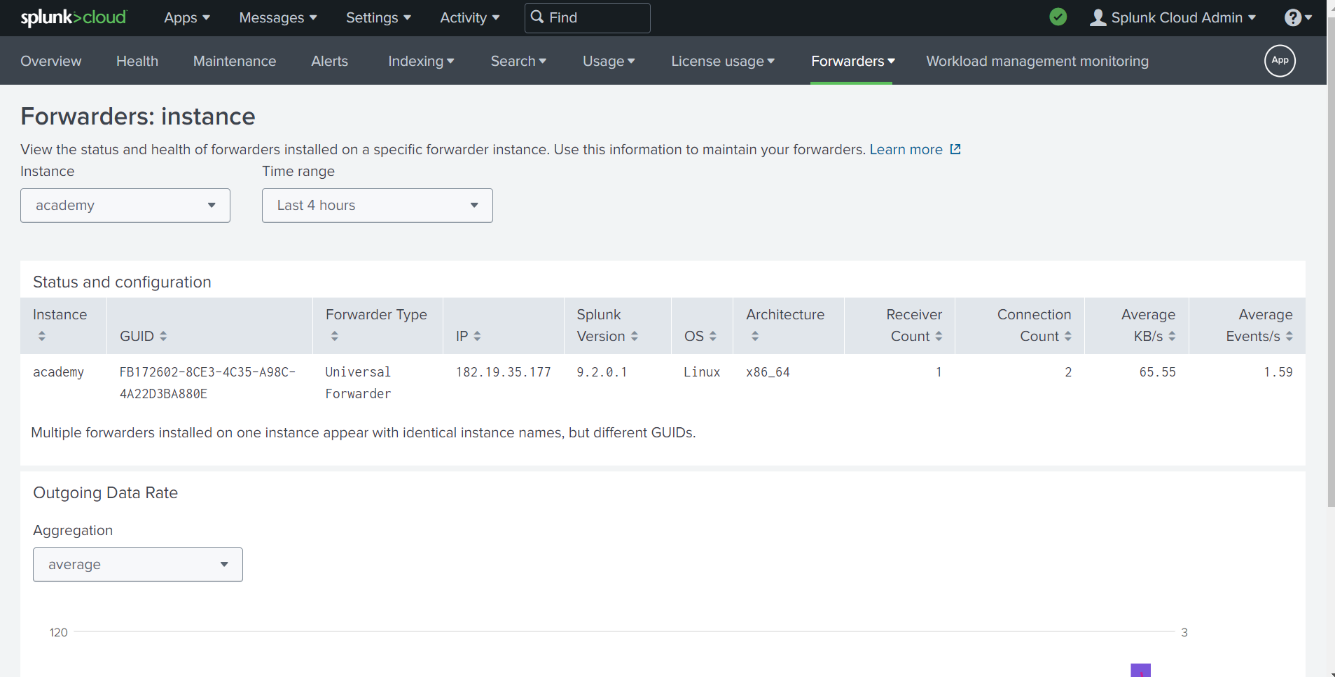 splunk>cloud Apps Messages Settings Activity Find Splunk Cloud Admin ?
Overview Health Maintenance Alerts Indexing Search Usage License usage Forwarders Workload management monitoring App
Forwarders: instance
View the status and health of forwarders installed on a specific forwarder instance. Use this information to maintain your forwarders. Learn more
Instance Time range
academy Last 4 hours
Status and configuration
Instance GUID Forwarder Type IP Splunk Version OS Architecture Receiver Count Connection Count Average KB/s Average Events/s
academy FB172602-8CE3-4C35-A98C-4A22D3BA880E Universal Forwarder 182.19.35.177 9.2.0.1 Linux x86_64 1 2 65.55 1.59
Multiple forwarders installed on one instance appear with identical instance names, but different GUIDs.
Outgoing Data Rate
Aggregation
average
120 3